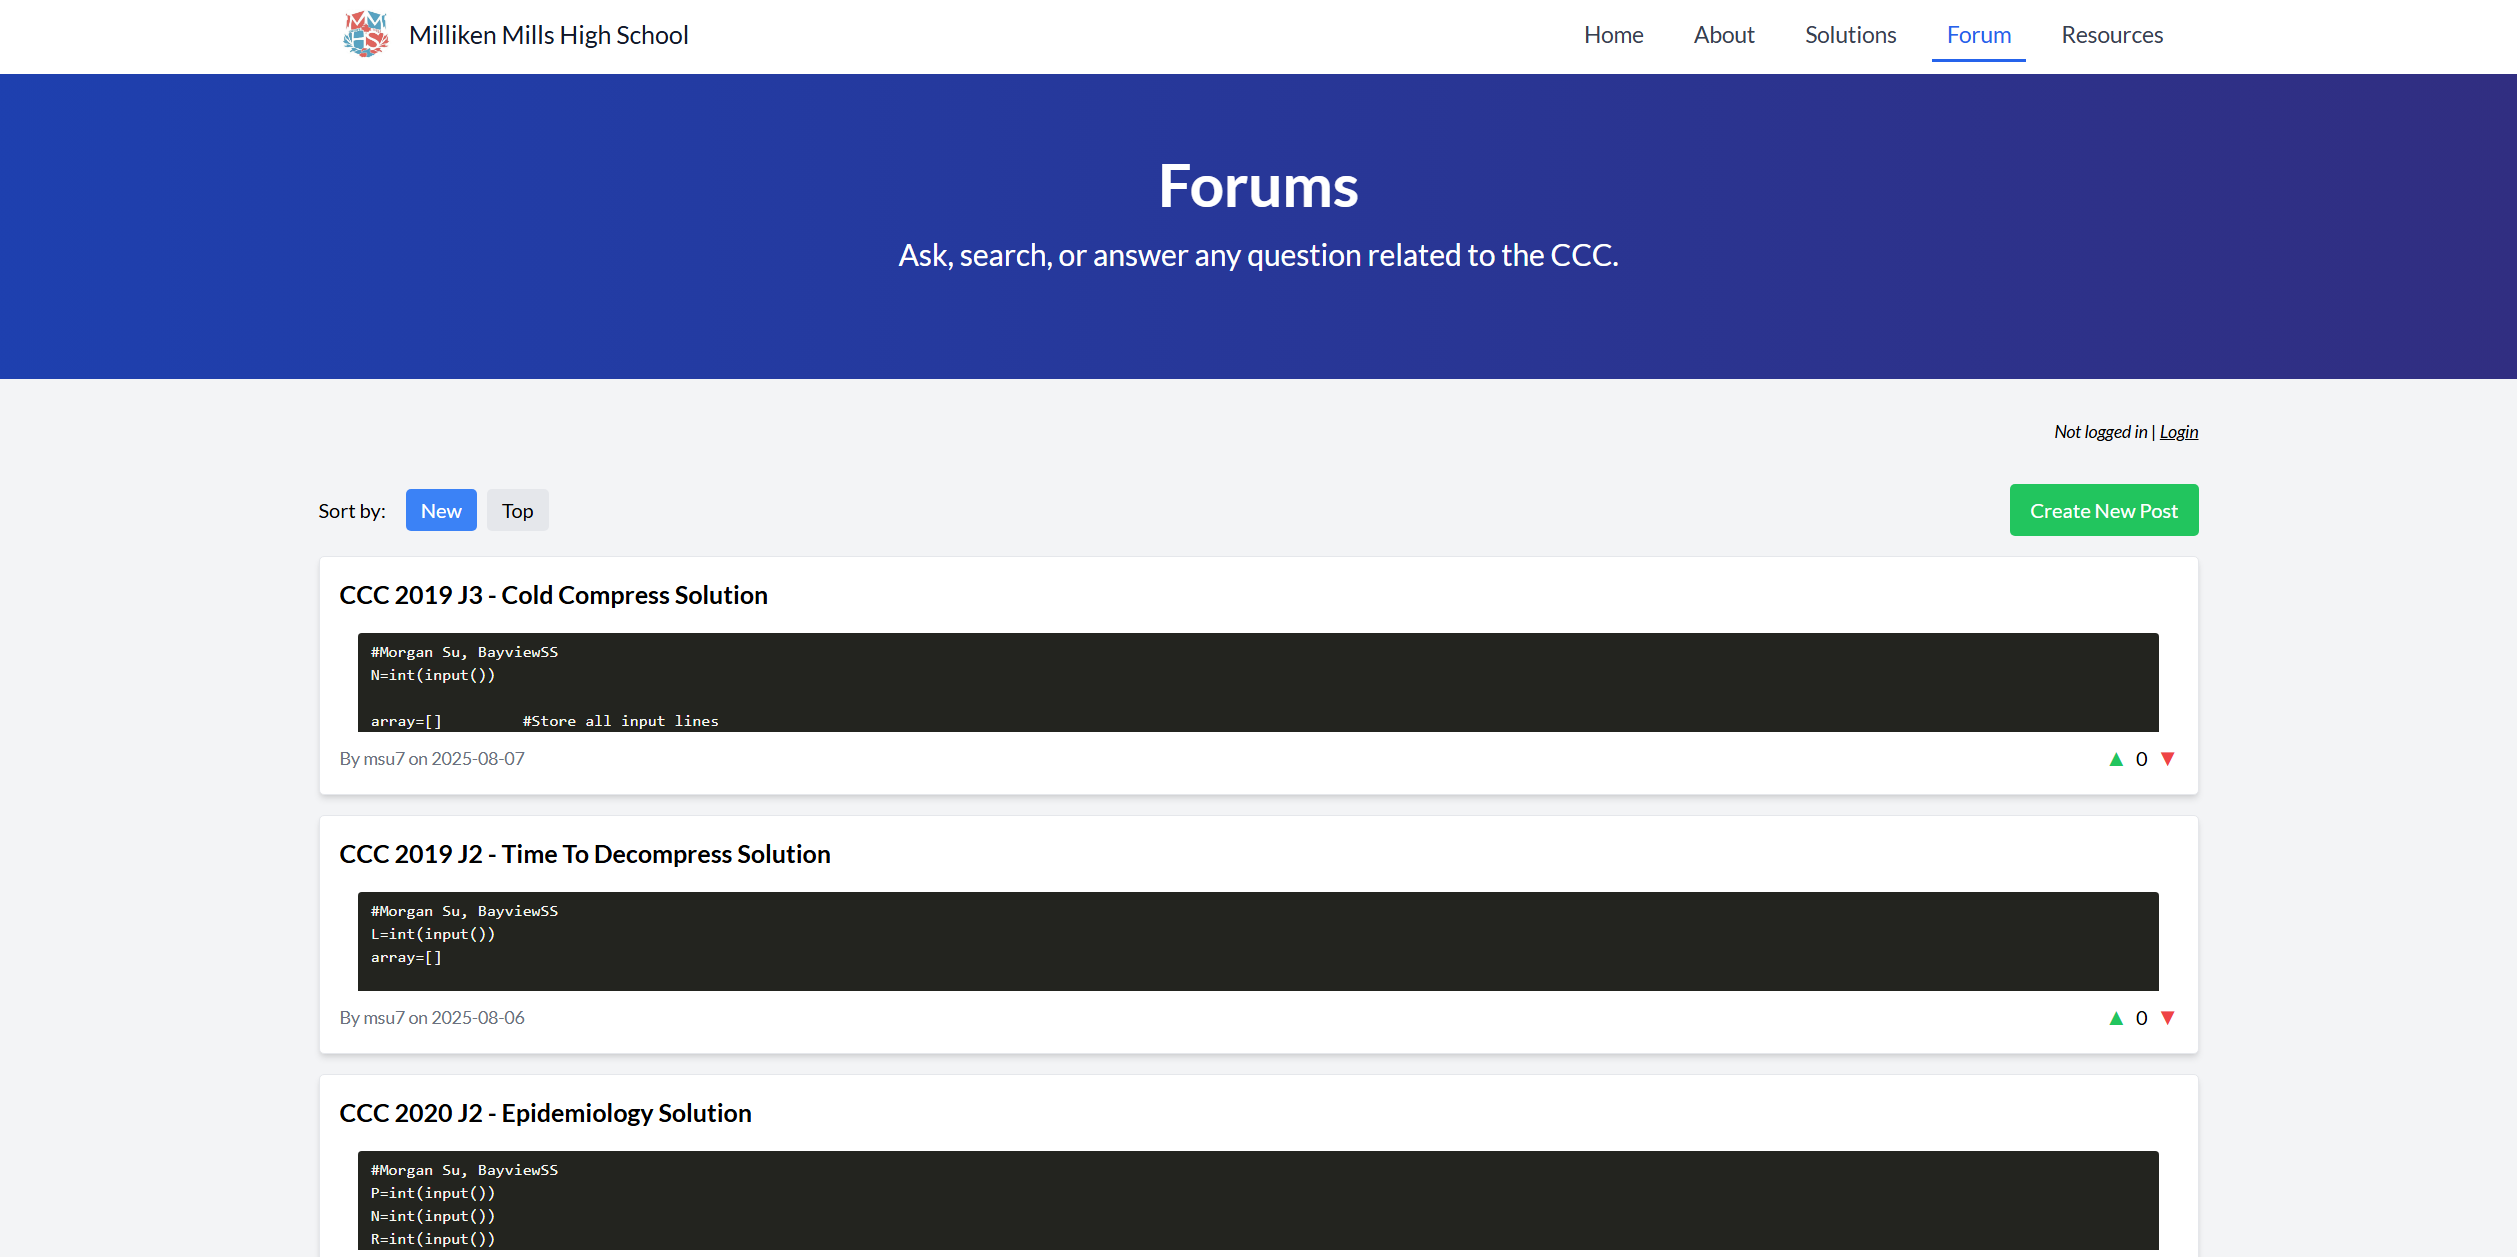 MM
HS
Milliken Mills High School
Home
About
Solutions
Forum
Resources
Forums
Ask, search, or answer any question related to the CCC.
Not logged in | Login
Sort by:
New
Top
Create New Post
CCC 2019 J3 - Cold Compress Solution
#Morgan Su, BayviewSS
N=int(input())
array=[]         #Store all input lines
By msu7 on 2025-08-07
▲ 0 ▼
CCC 2019 J2 - Time To Decompress Solution
#Morgan Su, BayviewSS
L=int(input())
array=[]
By msu7 on 2025-08-06
▲ 0 ▼
CCC 2020 J2 - Epidemiology Solution
#Morgan Su, BayviewSS
P=int(input())
N=int(input())
R=int(input())